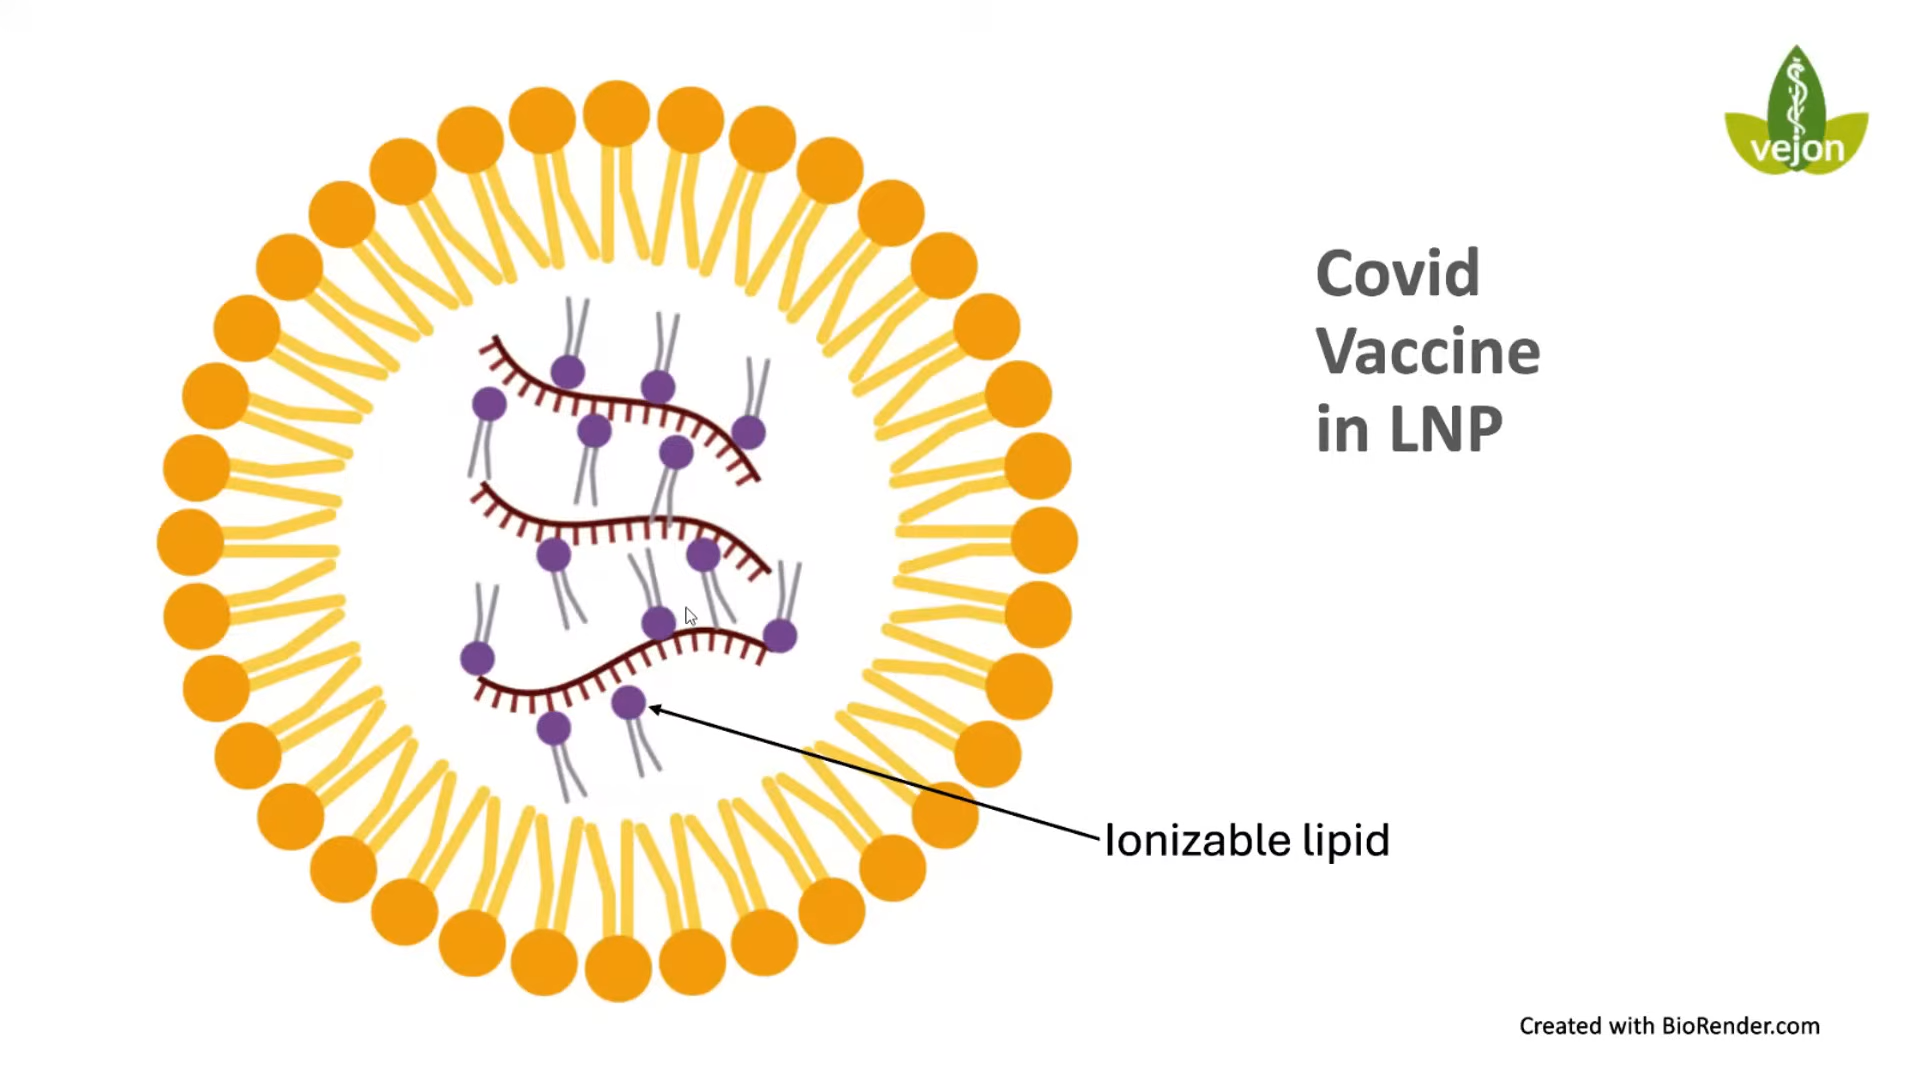 vejon
Covid
Vaccine
in LNP
Ionizable lipid
Created with BioRender.com